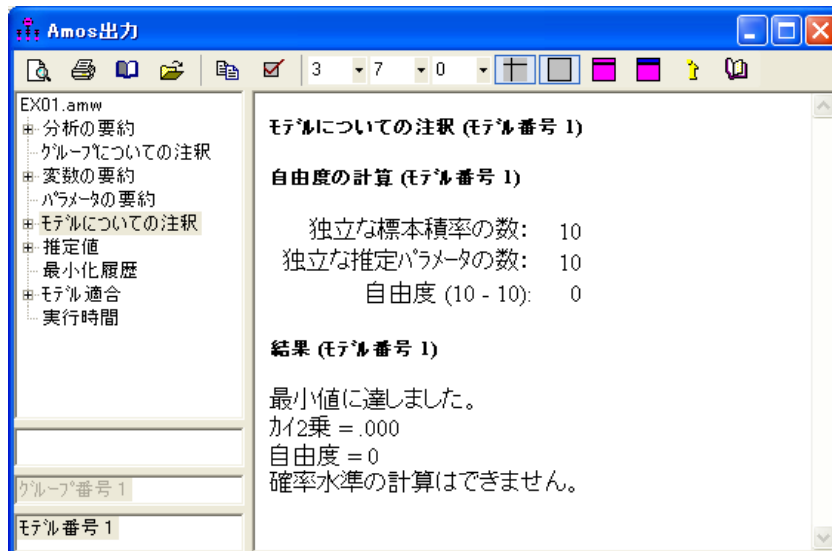 Amos出力
3 7 0
EX01.amw
分析の要約
グループについての注釈
変数の要約
パラメータの要約
モデルについての注釈
推定値
最小化履歴
モデル適合
実行時間
グループ番号 1
モデル番号 1
モデルについての注釈 (モデル番号 1)
自由度の計算 (モデル番号 1)
独立な標本積率の数: 10
独立な推定パラメータの数: 10
自由度 (10 - 10): 0
結果 (モデル番号 1)
最小値に達しました。
カイ2乗 = .000
自由度 = 0
確率水準の計算はできません。